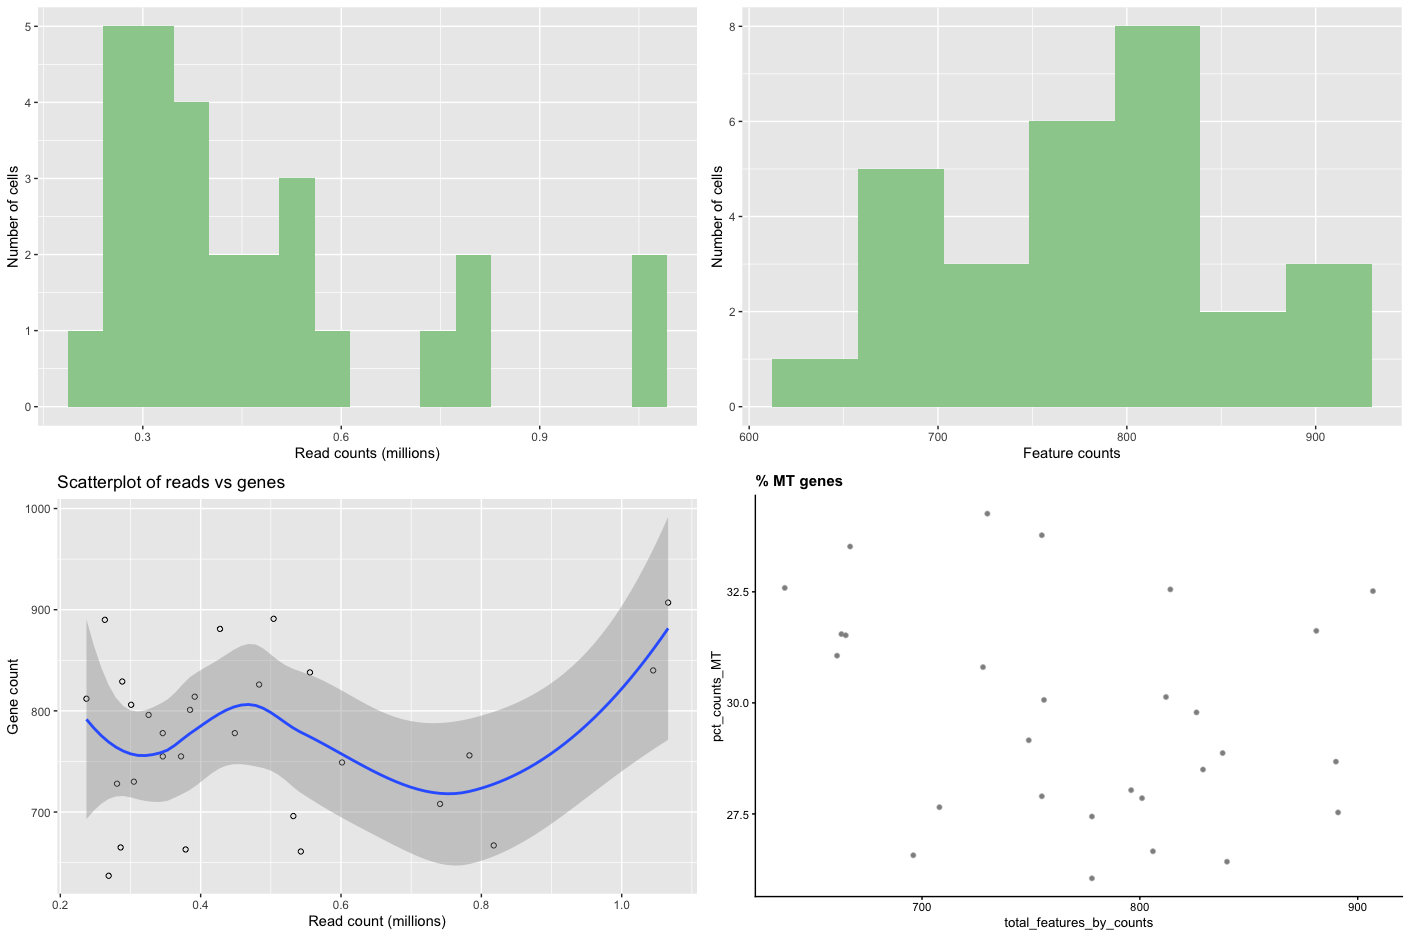 Number of cells
5
4
3
2
1
0
0.3 0.6 0.9
Read counts (millions)
Number of cells
8
6
4
2
0
600 700 800 900
Feature counts
Scatterplot of reads vs genes
Gene count
1000
900
800
700
0.2 0.4 0.6 0.8 1.0
Read count (millions)
% MT genes
pct_counts_MT
32.5
30.0
27.5
700 800 900
total_features_by_counts